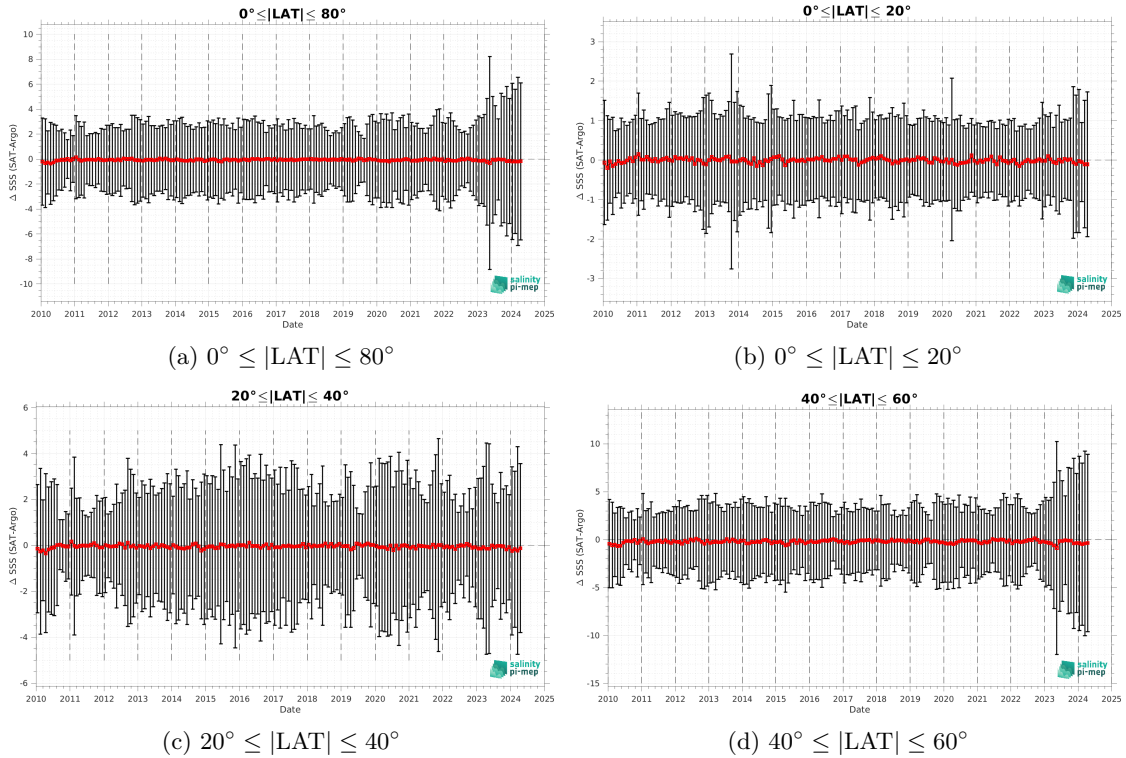 0°≤|LAT|≤ 80°
10
8
6
4
2
0
-2
-4
-6
-8
-10
Δ SSS (SAT-Argo)
2010 2011 2012 2013 2014 2015 2016 2017 2018 2019 2020 2021 2022 2023 2024 2025
Date
salinity
pi-mep
(a) 0° ≤ |LAT| ≤ 80°
0°≤|LAT|≤ 20°
3
2
1
0
-1
-2
-3
Δ SSS (SAT-Argo)
2010 2011 2012 2013 2014 2015 2016 2017 2018 2019 2020 2021 2022 2023 2024 2025
Date
salinity
pi-mep
(b) 0° ≤ |LAT| ≤ 20°
20°≤|LAT|≤ 40°
6
4
2
0
-2
-4
-6
Δ SSS (SAT-Argo)
2010 2011 2012 2013 2014 2015 2016 2017 2018 2019 2020 2021 2022 2023 2024 2025
Date
salinity
pi-mep
(c) 20° ≤ |LAT| ≤ 40°
40°≤|LAT|≤ 60°
10
5
0
-5
-10
-15
Δ SSS (SAT-Argo)
2010 2011 2012 2013 2014 2015 2016 2017 2018 2019 2020 2021 2022 2023 2024 2025
Date
salinity
pi-mep
(d) 40° ≤ |LAT| ≤ 60°